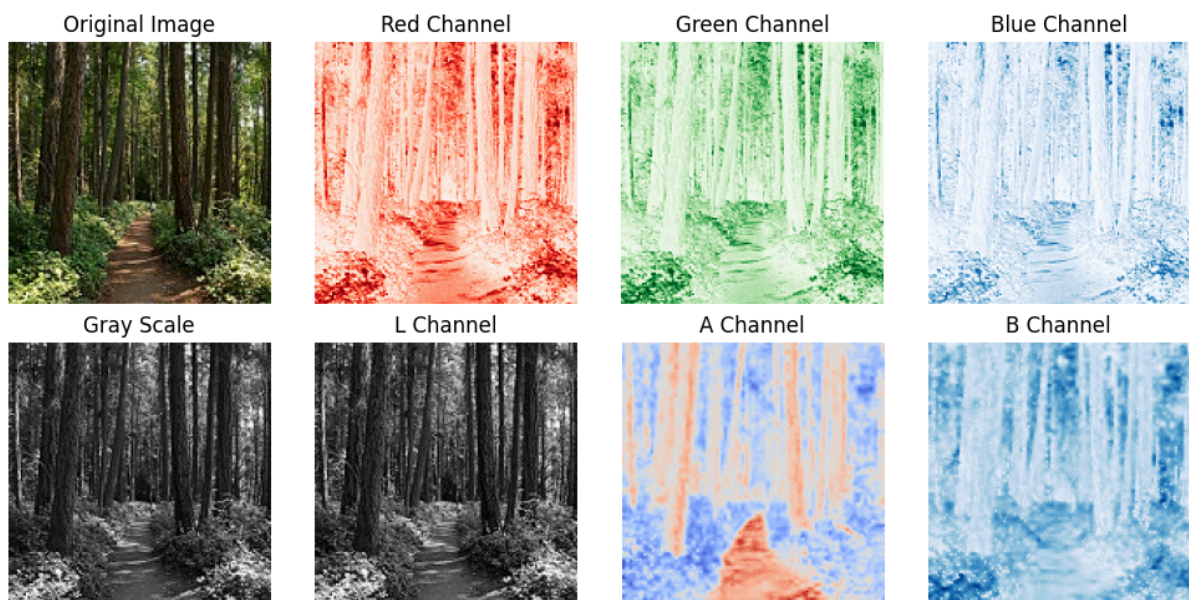 Original Image
Red Channel
Green Channel
Blue Channel
Gray Scale
L Channel
A Channel
B Channel